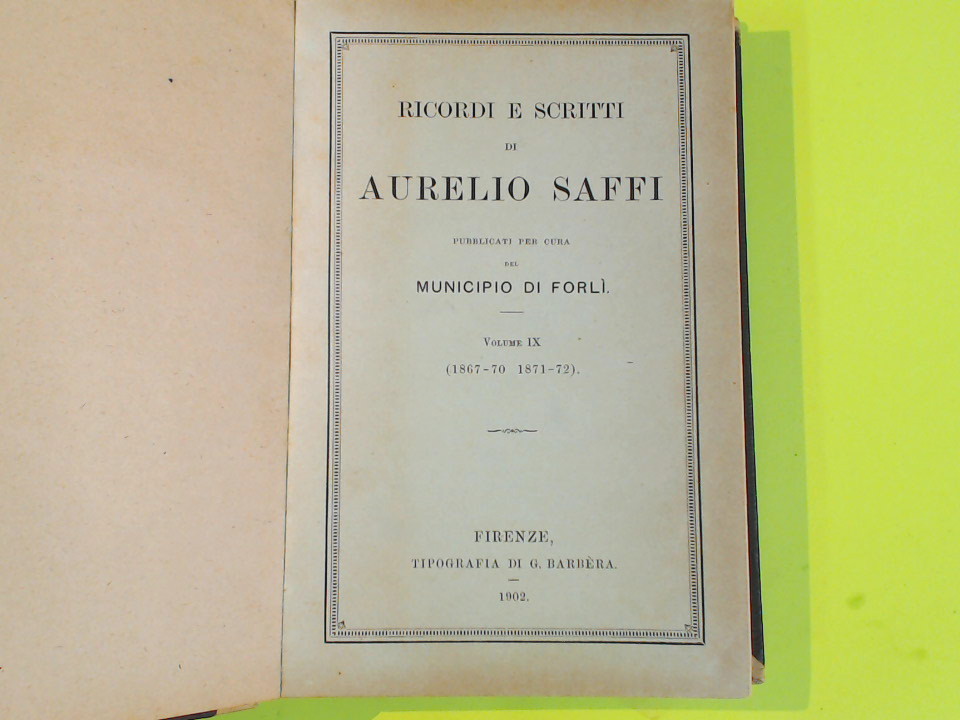 RICORDI E SCRITTI
DI
AURELIO SAFFI
PUBBLICATI PER CURA
DEL
MUNICIPIO DI FORLÌ.
VOLUME IX
(1867-70 1871-72).
FIRENZE,
TIPOGRAFIA DI G. BARBÈRA.
1902.